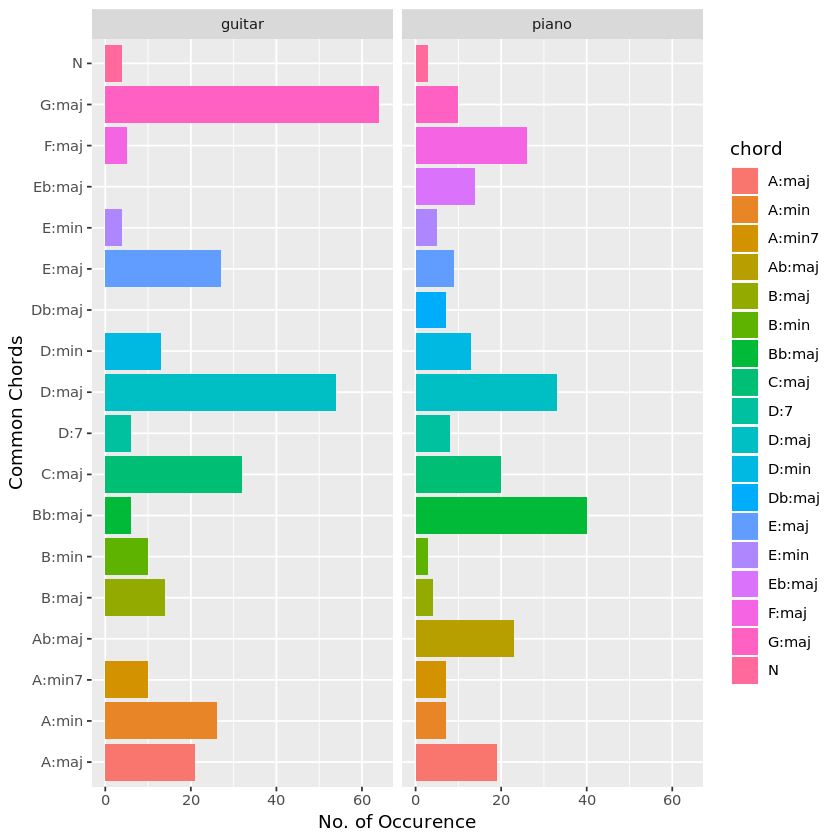 guitar
piano
N
G:maj
F:maj
Eb:maj
E:min
E:maj
Db:maj
D:min
D:maj
D:7
C:maj
Bb:maj
B:min
B:maj
Ab:maj
A:min7
A:min
A:maj
Common Chords
0 20 40 60
0 20 40 60
No. of Occurence
chord
A:maj
A:min
A:min7
Ab:maj
B:maj
B:min
Bb:maj
C:maj
D:7
D:maj
D:min
Db:maj
E:maj
E:min
Eb:maj
F:maj
G:maj
N